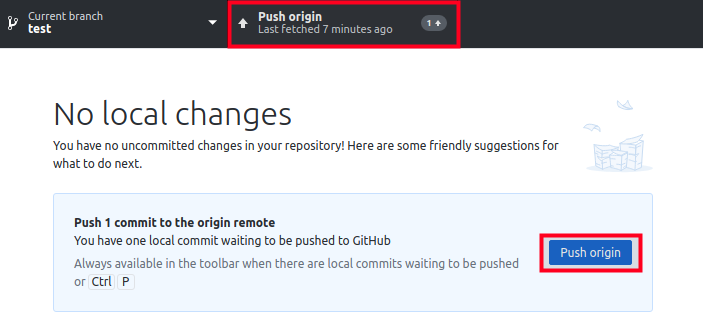 Current branch
test
Push origin
Last fetched 7 minutes ago
1
No local changes
You have no uncommitted changes in your repository! Here are some friendly suggestions for
what to do next.
Push 1 commit to the origin remote
You have one local commit waiting to be pushed to GitHub
Always available in the toolbar when there are local commits waiting to be pushed
or Ctrl P
Push origin